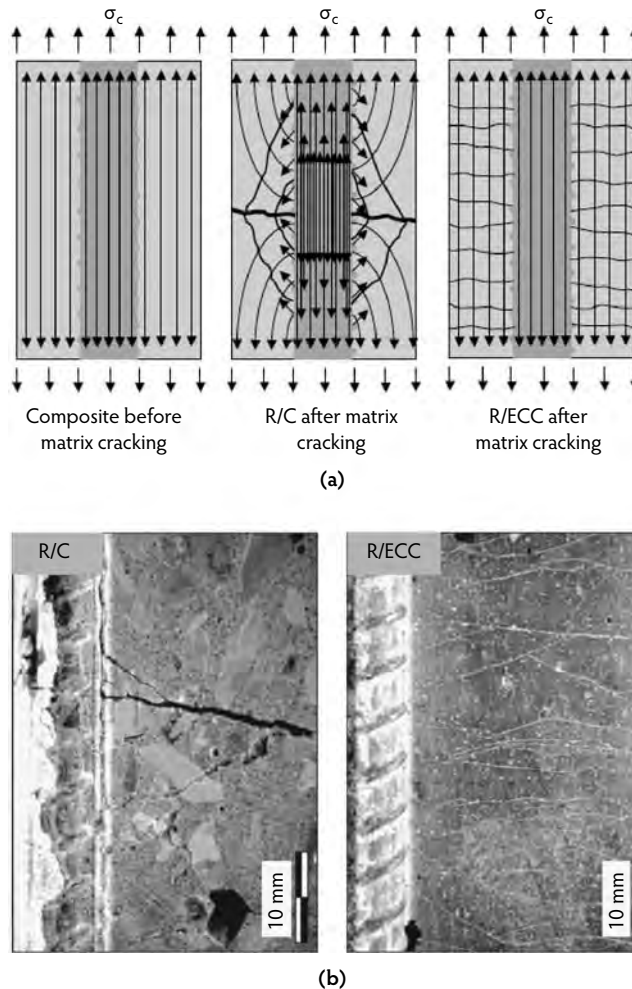 σc
σc
σc
Composite before
matrix cracking
R/C after matrix
cracking
R/ECC after
matrix cracking
(a)
R/C
10 mm
R/ECC
10 mm
(b)